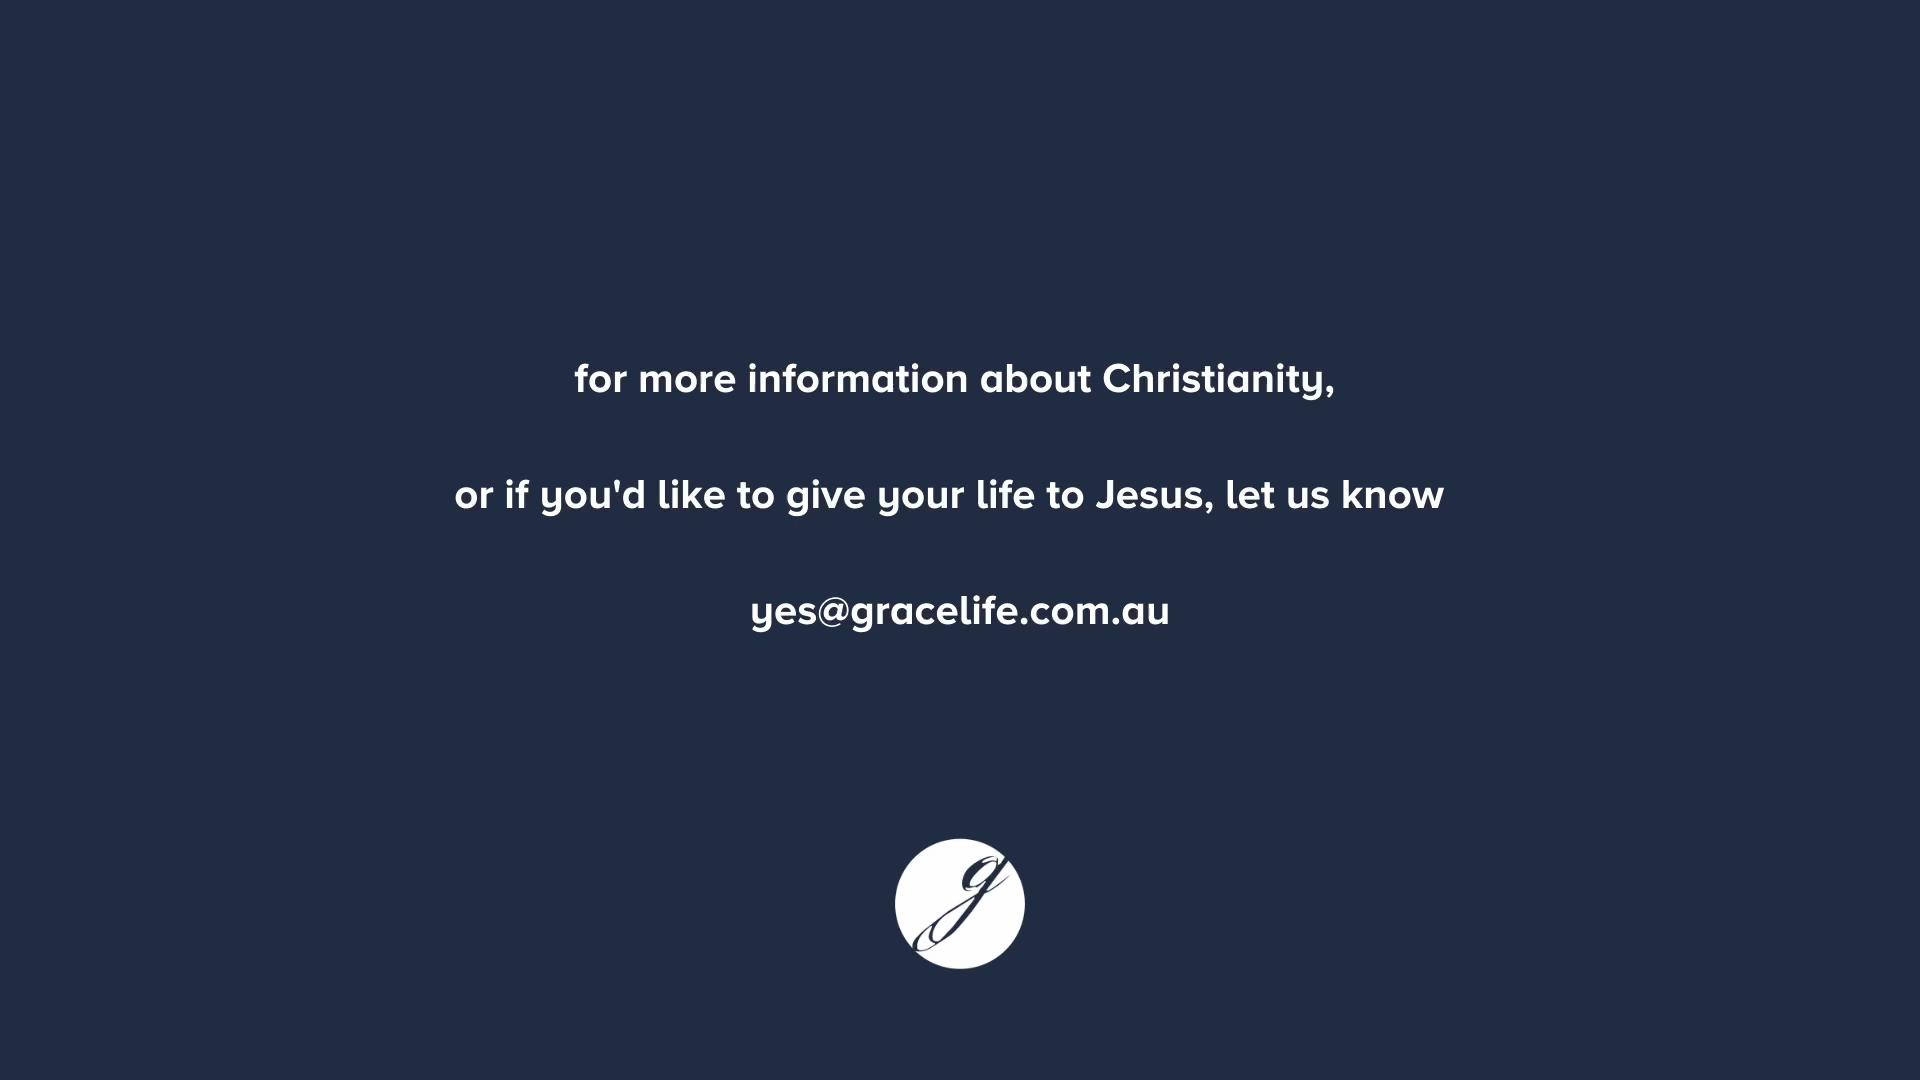 for more information about Christianity,
or if you'd like to give your life to Jesus, let us know
yes@gracelife.com.au
g